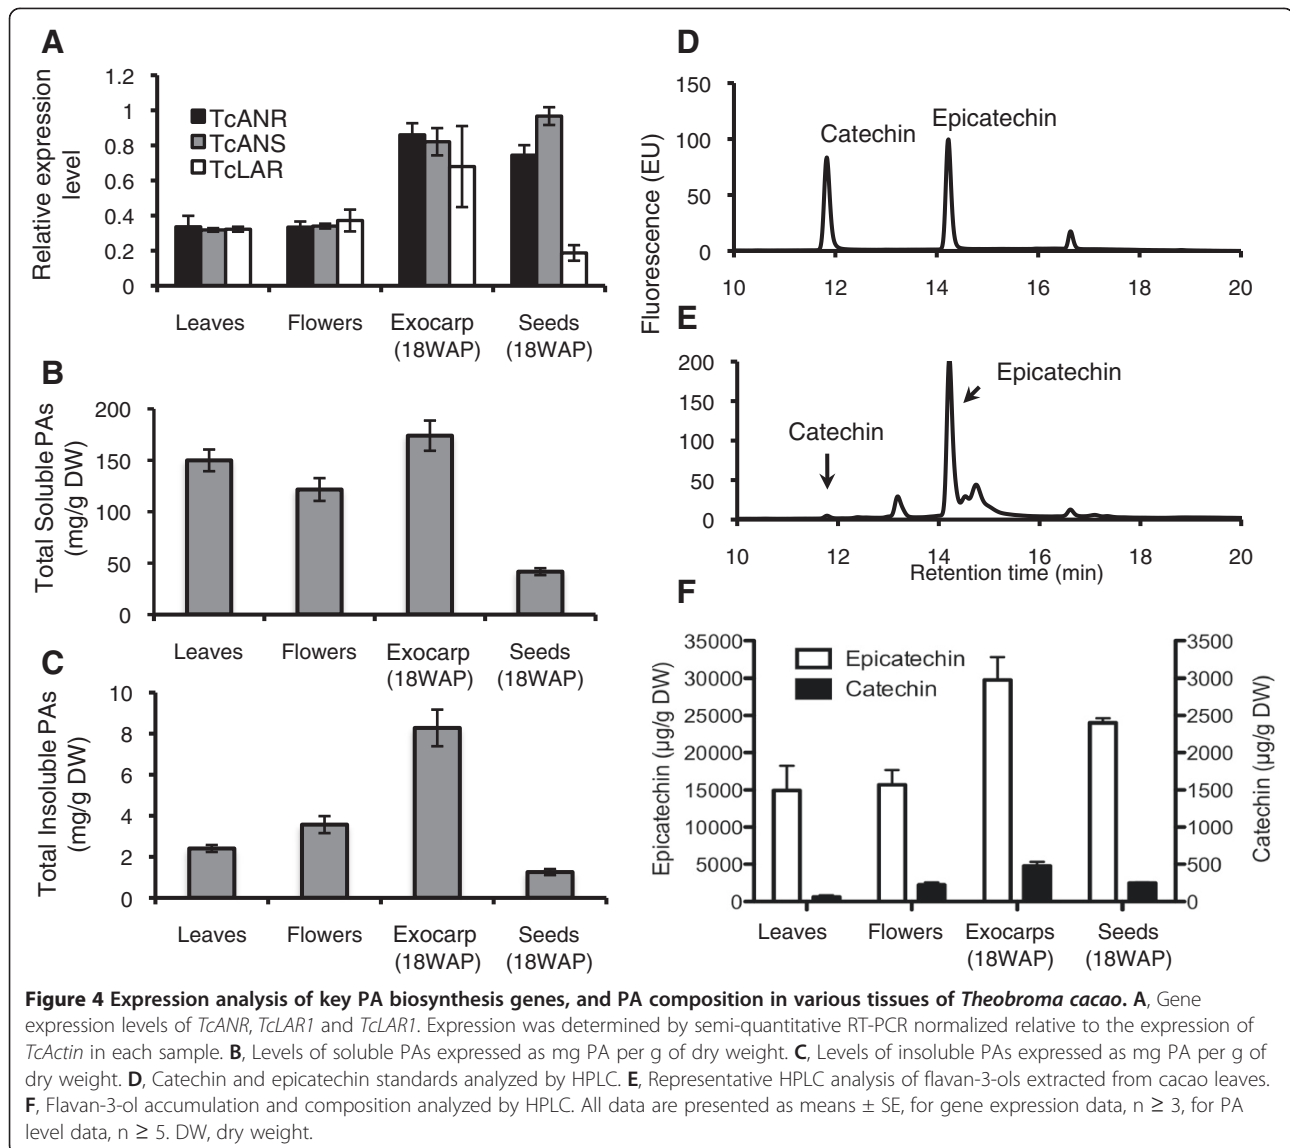 A
1.2
1
0.8
0.6
0.4
0.2
0
Relative expression
level
TcANR
TcANS
TcLAR
Leaves
Flowers
Exocarp
(18WAP)
Seeds
(18WAP)
B
200
150
100
50
0
Total Soluble PAs
(mg/g DW)
Leaves
Flowers
Exocarp
(18WAP)
Seeds
(18WAP)
C
10
8
6
4
2
0
Total Insoluble PAs
(mg/g DW)
Leaves
Flowers
Exocarp
(18WAP)
Seeds
(18WAP)
D
150
100
50
0
Fluorescence (EU)
Catechin
Epicatechin
10 12 14 16 18 20
E
200
150
100
50
0
Catechin
Epicatechin
10 12 14 16 18 20
Retention time (min)
F
35000
30000
25000
20000
15000
10000
5000
0
Epicatechin (µg/g DW)
Epicatechin
Catechin
3500
3000
2500
2000
1500
1000
500
0
Catechin (µg/g DW)
Leaves
Flowers
Exocarps
(18WAP)
Seeds
(18WAP)
Figure 4 Expression analysis of key PA biosynthesis genes, and PA composition in various tissues of Theobroma cacao. A, Gene
expression levels of TcANR, TcLAR1 and TcLAR1. Expression was determined by semi-quantitative RT-PCR normalized relative to the expression of
TcActin in each sample. B, Levels of soluble PAs expressed as mg PA per g of dry weight. C, Levels of insoluble PAs expressed as mg PA per g of
dry weight. D, Catechin and epicatechin standards analyzed by HPLC. E, Representative HPLC analysis of flavan-3-ols extracted from cacao leaves.
F, Flavan-3-ol accumulation and composition analyzed by HPLC. All data are presented as means ± SE, for gene expression data, n ≥ 3, for PA
level data, n ≥ 5. DW, dry weight.